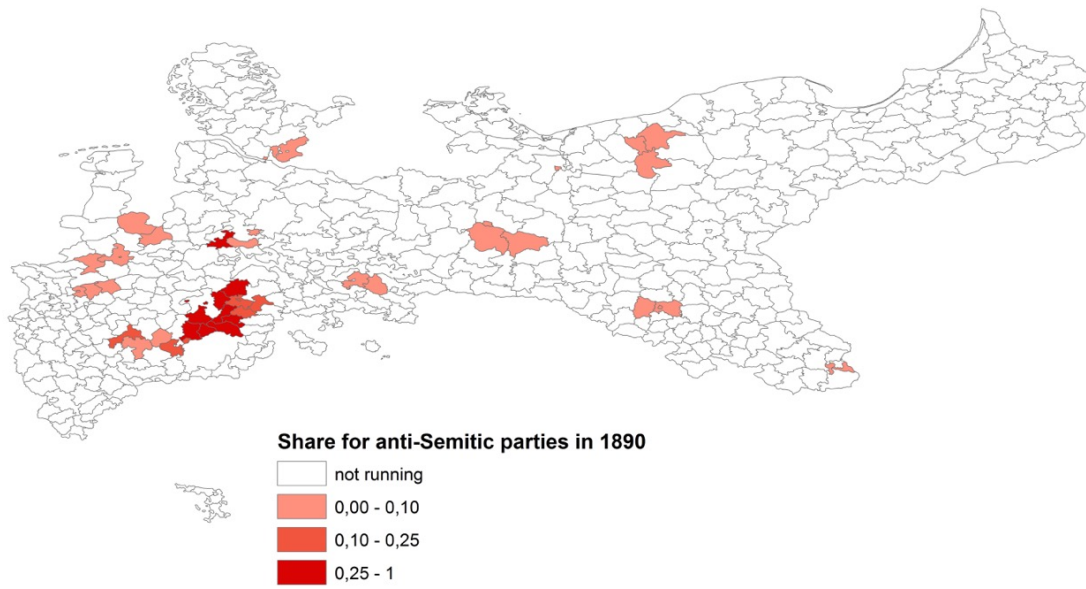 Share for anti-Semitic parties in 1890
not running
0,00 - 0,10
0,10 - 0,25
0,25 - 1